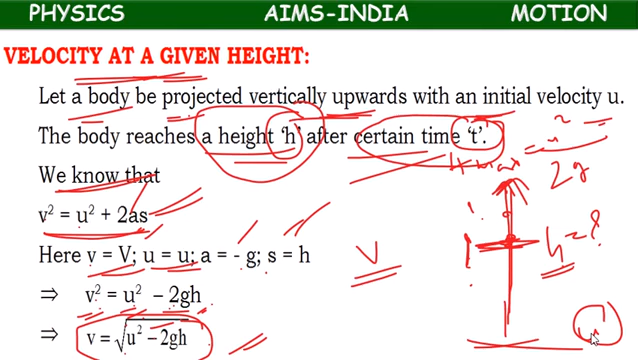 PHYSICS AIMS-INDIA MOTION
VELOCITY AT A GIVEN HEIGHT:
Let a body be projected vertically upwards with an initial velocity u.
The body reaches a height 'h' after certain time 't'.
We know that
v² = u² + 2as
Here v = V; u = u; a = - g; s = h
⇒ v² = u² - 2gh
⇒ v = √(u² - 2gh)
u²
2g
V
h = ?